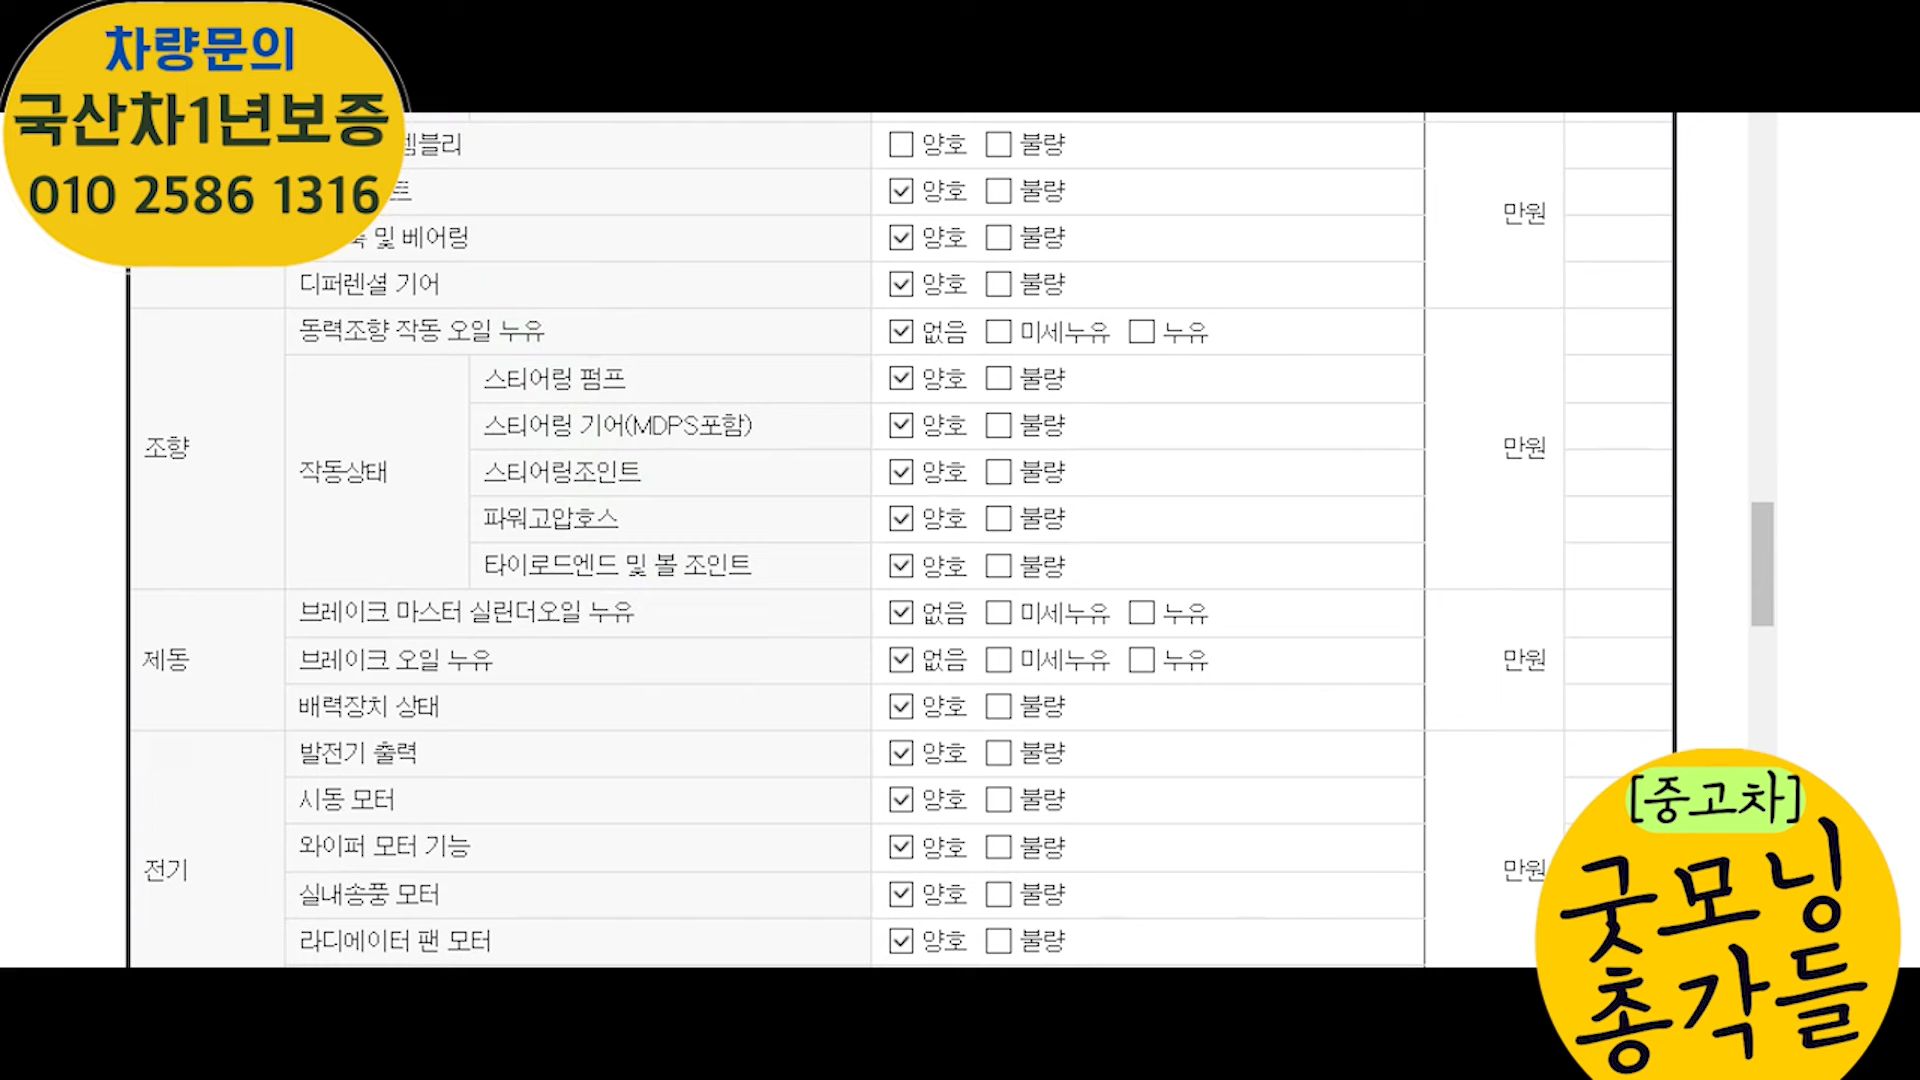 차량문의
국산차1년보증
010 2586 1316
양호 불량
양호 불량
및 베어링 양호 불량
만원
디퍼렌셜 기어 양호 불량
조향
동력조향 작동 오일 누유 없음 미세누유 누유
작동상태
스티어링 펌프 양호 불량
스티어링 기어(MDPS포함) 양호 불량
만원
스티어링조인트 양호 불량
파워고압호스 양호 불량
타이로드엔드 및 볼 조인트 양호 불량
제동
브레이크 마스터 실린더오일 누유 없음 미세누유 누유
브레이크 오일 누유 없음 미세누유 누유
만원
배력장치 상태 양호 불량
전기
발전기 출력 양호 불량
시동 모터 양호 불량
와이퍼 모터 기능 양호 불량
만원
실내송풍 모터 양호 불량
라디에이터 팬 모터 양호 불량
[중고차]
굿모닝
총각들